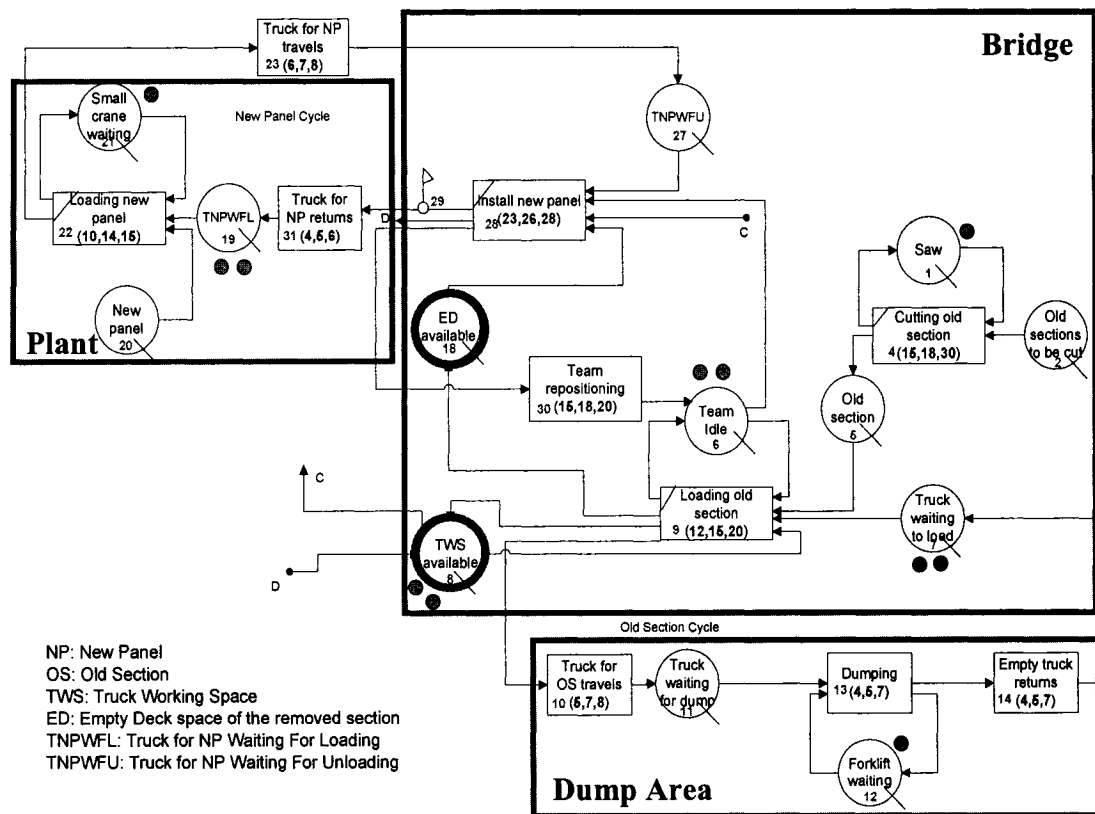 Truck for NP
travels
23 (6,7,8)
Bridge
Small
crane
waiting
21
New Panel Cycle
TNPWFU
27
Loading new
panel
22 (10,14,15)
TNPWFL
19
Truck for
NP returns
31 (4,5,6)
29
D
Install new panel
28 (23,26,28)
C
Saw
1
New
panel
20
Plant
ED
available
18
Cutting old
section
4 (15,18,30)
Old
sections
to be cut
2
Team
repositioning
30 (15,18,20)
Team
Idle
6
Old
section
5
C
Loading old
section
9 (12,15,20)
Truck
waiting
to load
7
TWS
available
8
D
Old Section Cycle
NP: New Panel
OS: Old Section
TWS: Truck Working Space
ED: Empty Deck space of the removed section
TNPWFL: Truck for NP Waiting For Loading
TNPWFU: Truck for NP Waiting For Unloading
Truck for
OS travels
10 (5,7,8)
Truck
waiting
for dump
11
Dumping
13 (4,5,7)
Empty truck
returns
14 (4,5,7)
Forklift
waiting
12
Dump Area